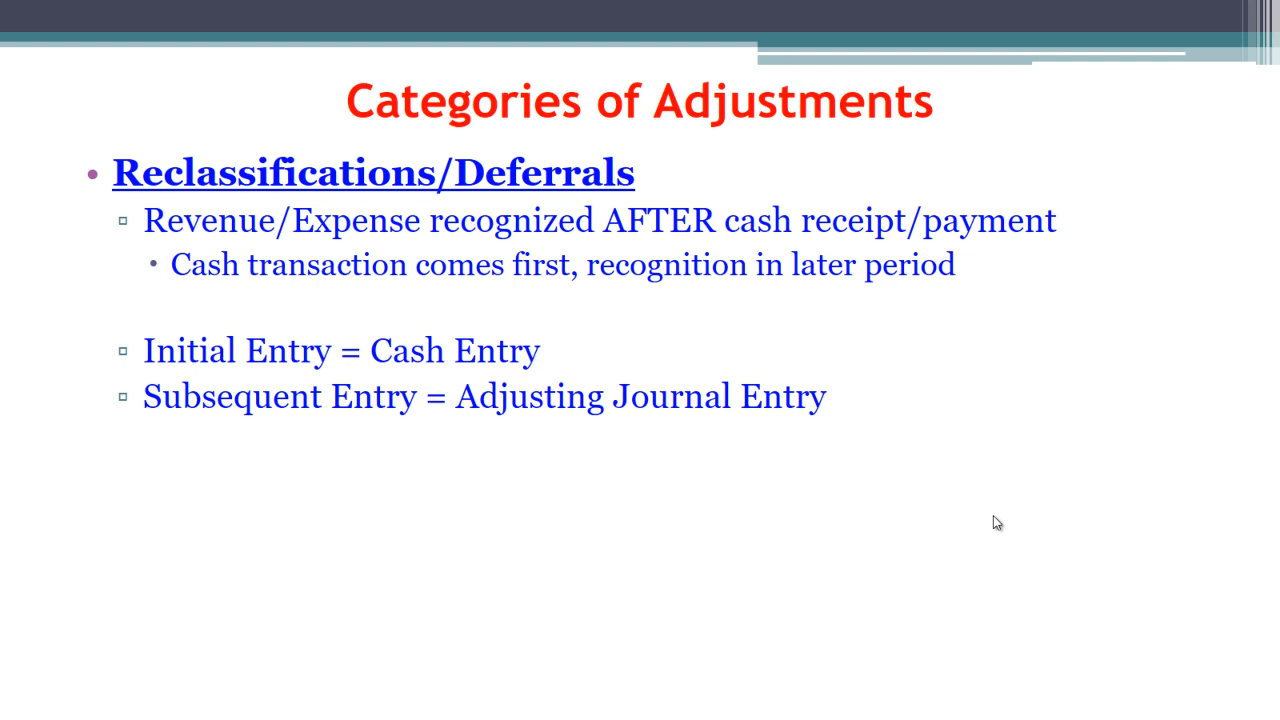 Categories of Adjustments
• Reclassifications/Deferrals
▫ Revenue/Expense recognized AFTER cash receipt/payment
• Cash transaction comes first, recognition in later period
▫ Initial Entry = Cash Entry
▫ Subsequent Entry = Adjusting Journal Entry